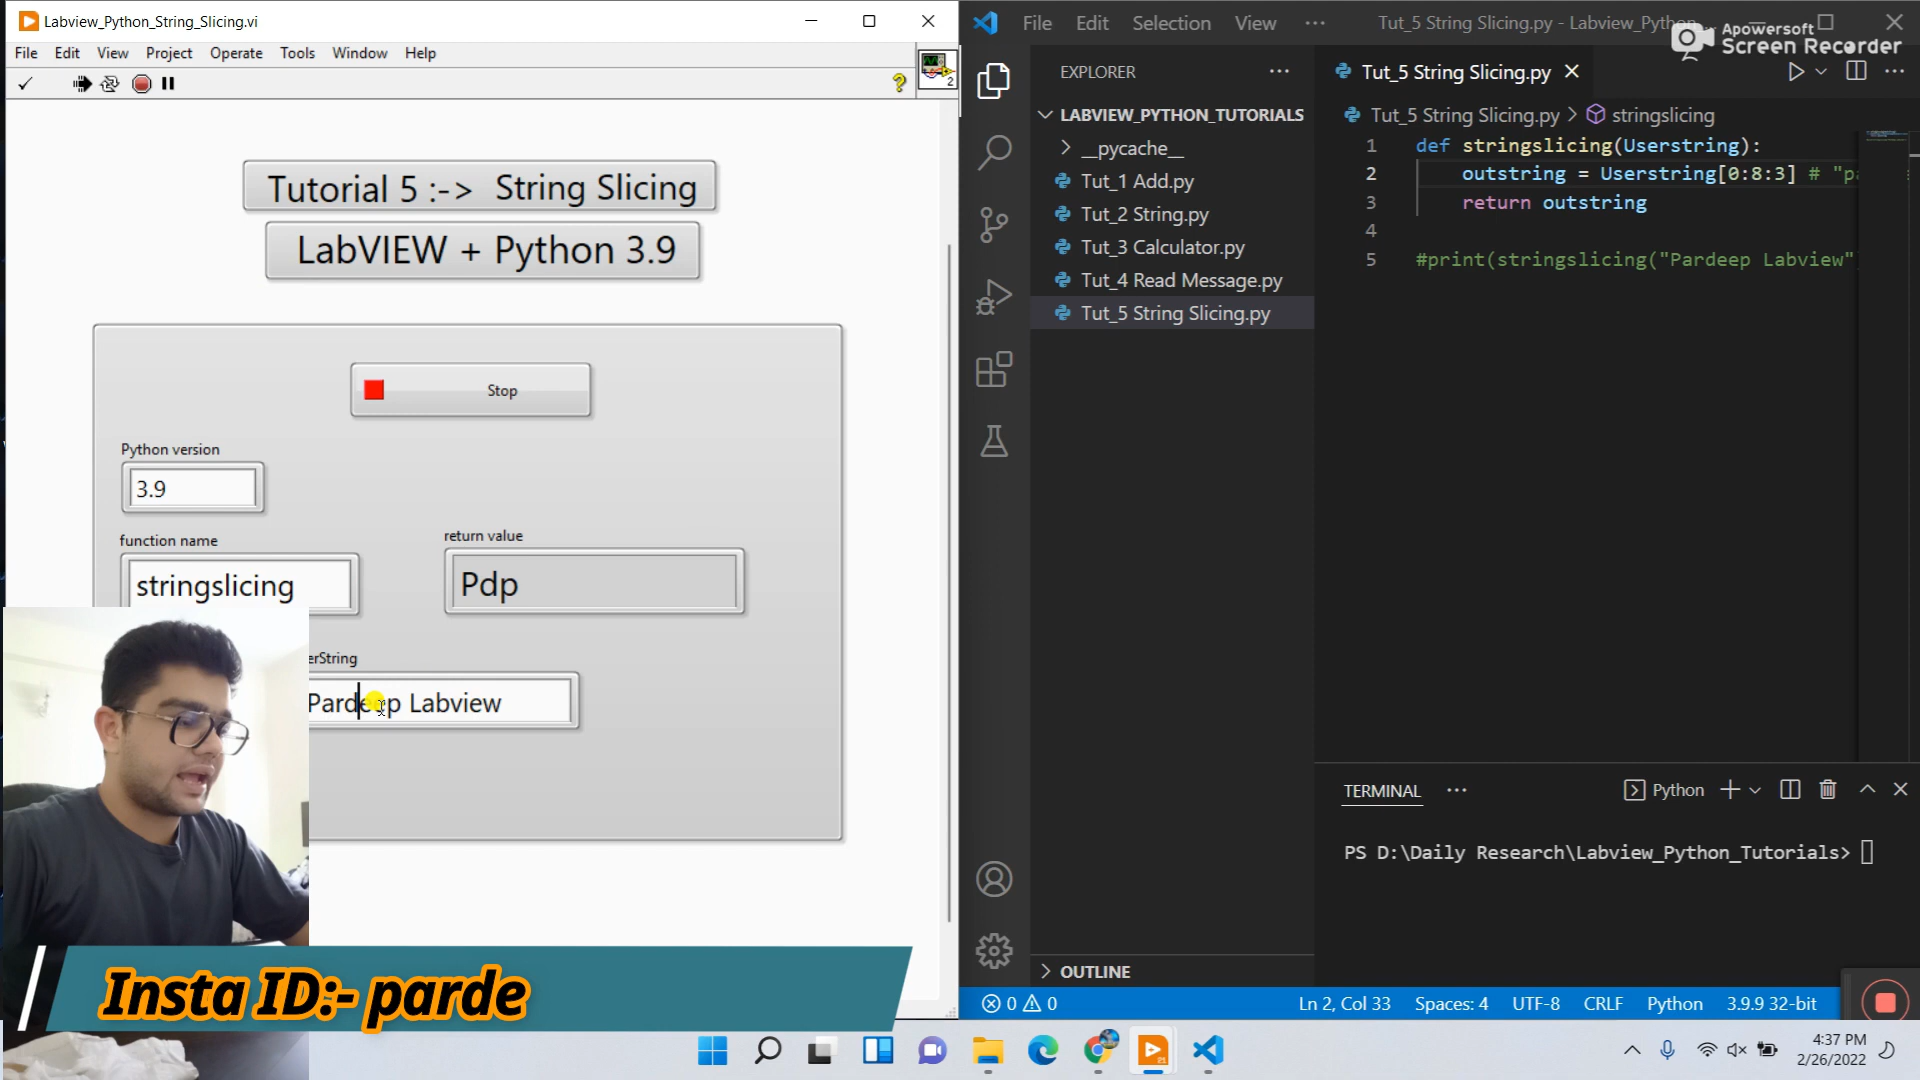 Labview_Python_String_Slicing.vi
File Edit View Project Operate Tools Window Help
2
Tutorial 5 :-> String Slicing
LabVIEW + Python 3.9
Stop
Python version
3.9
function name
stringslicing
return value
Pdp
erString
Pardeep Labview
Insta ID:- parde
File Edit Selection View ··· Tut_5 String Slicing.py - Labview_Python_
Apowersoft
Screen Recorder
EXPLORER
LABVIEW_PYTHON_TUTORIALS
__pycache__
Tut_1 Add.py
Tut_2 String.py
Tut_3 Calculator.py
Tut_4 Read Message.py
Tut_5 String Slicing.py
OUTLINE
Tut_5 String Slicing.py
Tut_5 String Slicing.py > stringslicing
1 def stringslicing(Userstring):
2 outstring = Userstring[0:8:3] # "pa
3 return outstring
4
5 #print(stringslicing("Pardeep Labview"
TERMINAL ··· Python
PS D:\Daily Research\Labview_Python_Tutorials>
0 0 Ln 2, Col 33 Spaces: 4 UTF-8 CRLF Python 3.9.9 32-bit
4:37 PM
2/26/2022